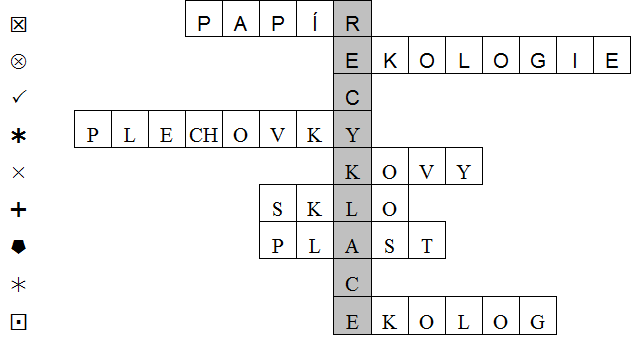 PAPÍR
EKOLOGIE
C
PLECHOVKY
KOVY
SKLO
PLAST
C
EKOLOG